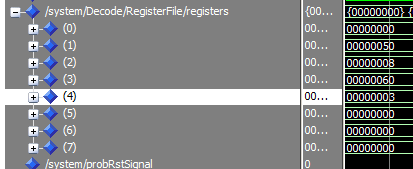 /system/Decode/RegisterFile/registers {00... {00000000} {
(0) 00... 00000000
(1) 00... 00000050
(2) 00... 00000008
(3) 00... 00000060
(4) 00... 00000003
(5) 00... 00000000
(6) 00... 00000000
(7) 00... 00000000
/system/probRstSignal 0